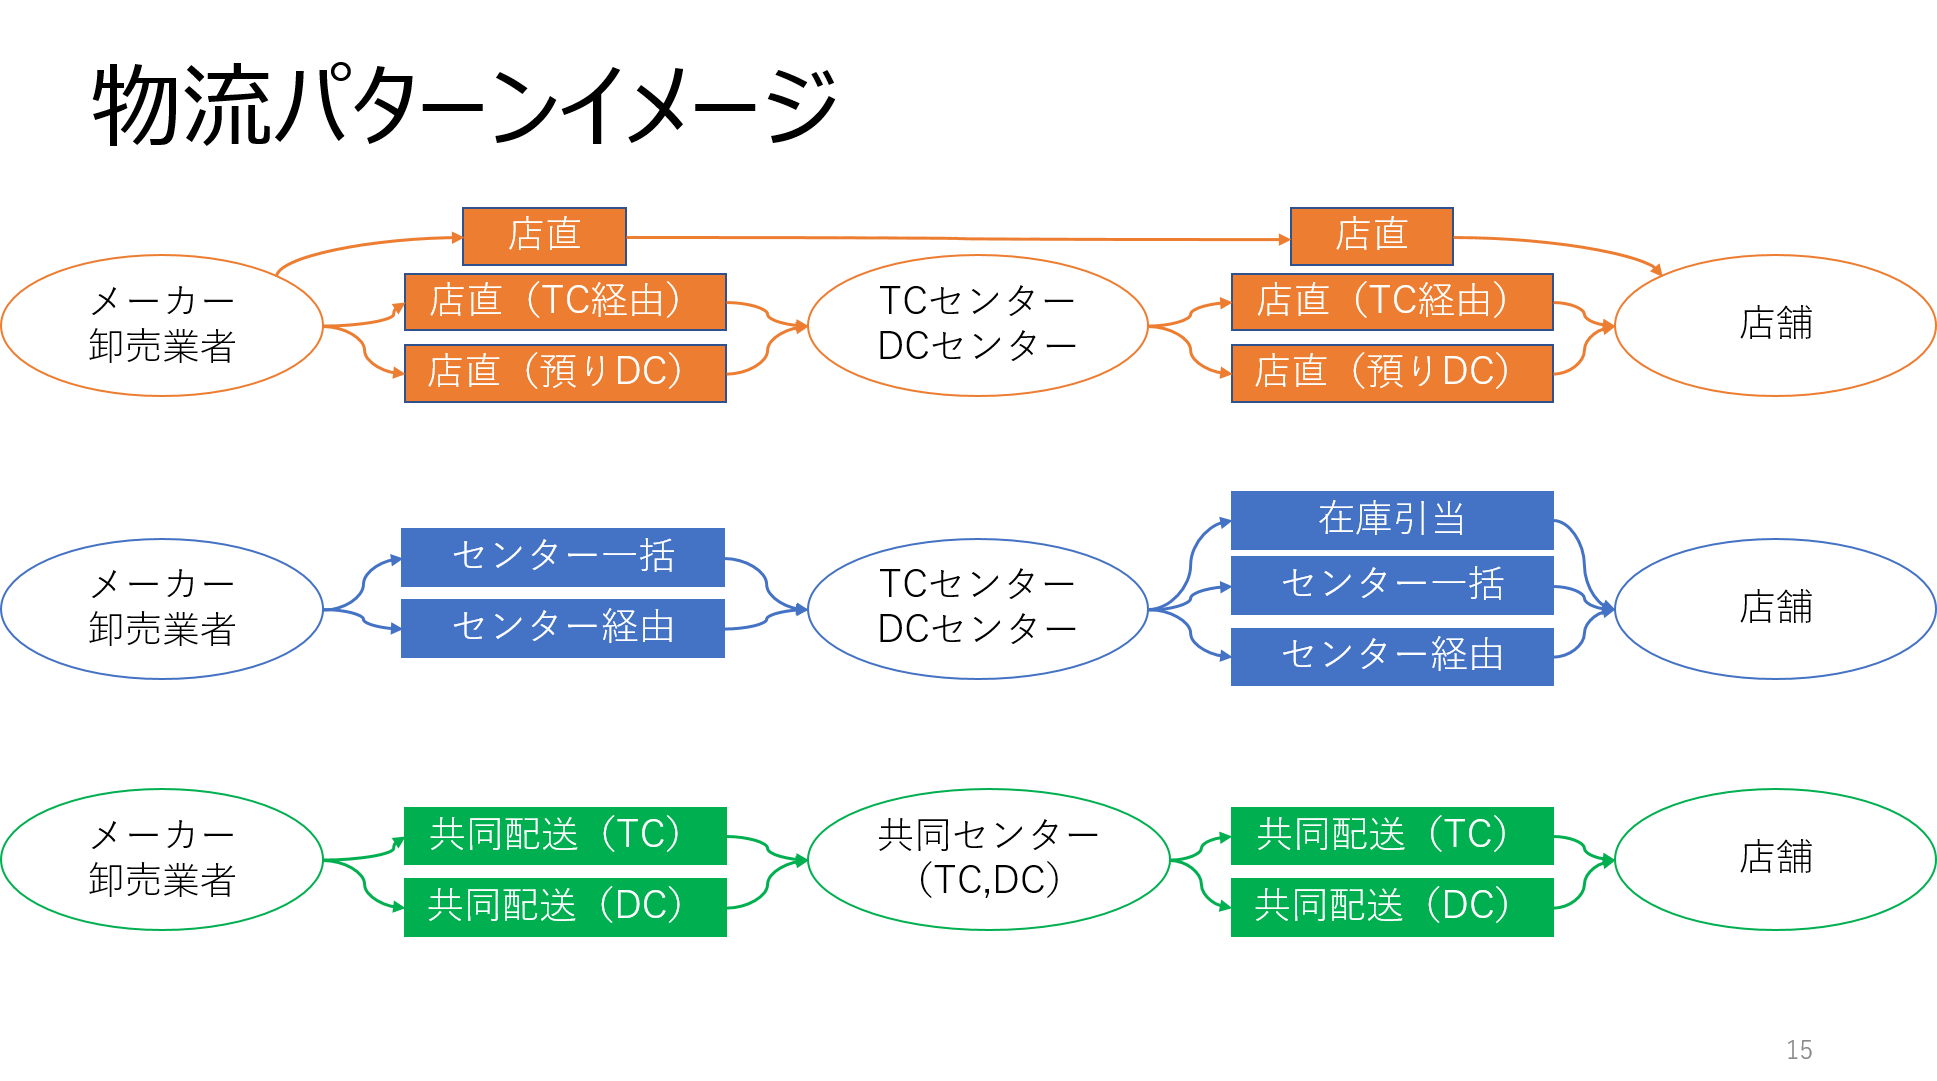 物流パターンイメージ
店直
店直
メーカー
卸売業者
店直（TC経由）
店直（預りDC）
TCセンター
DCセンター
店直（TC経由）
店直（預りDC）
店舗
メーカー
卸売業者
センター一括
センター経由
TCセンター
DCセンター
在庫引当
センター一括
センター経由
店舗
メーカー
卸売業者
共同配送（TC）
共同配送（DC）
共同センター
（TC,DC）
共同配送（TC）
共同配送（DC）
店舗
15